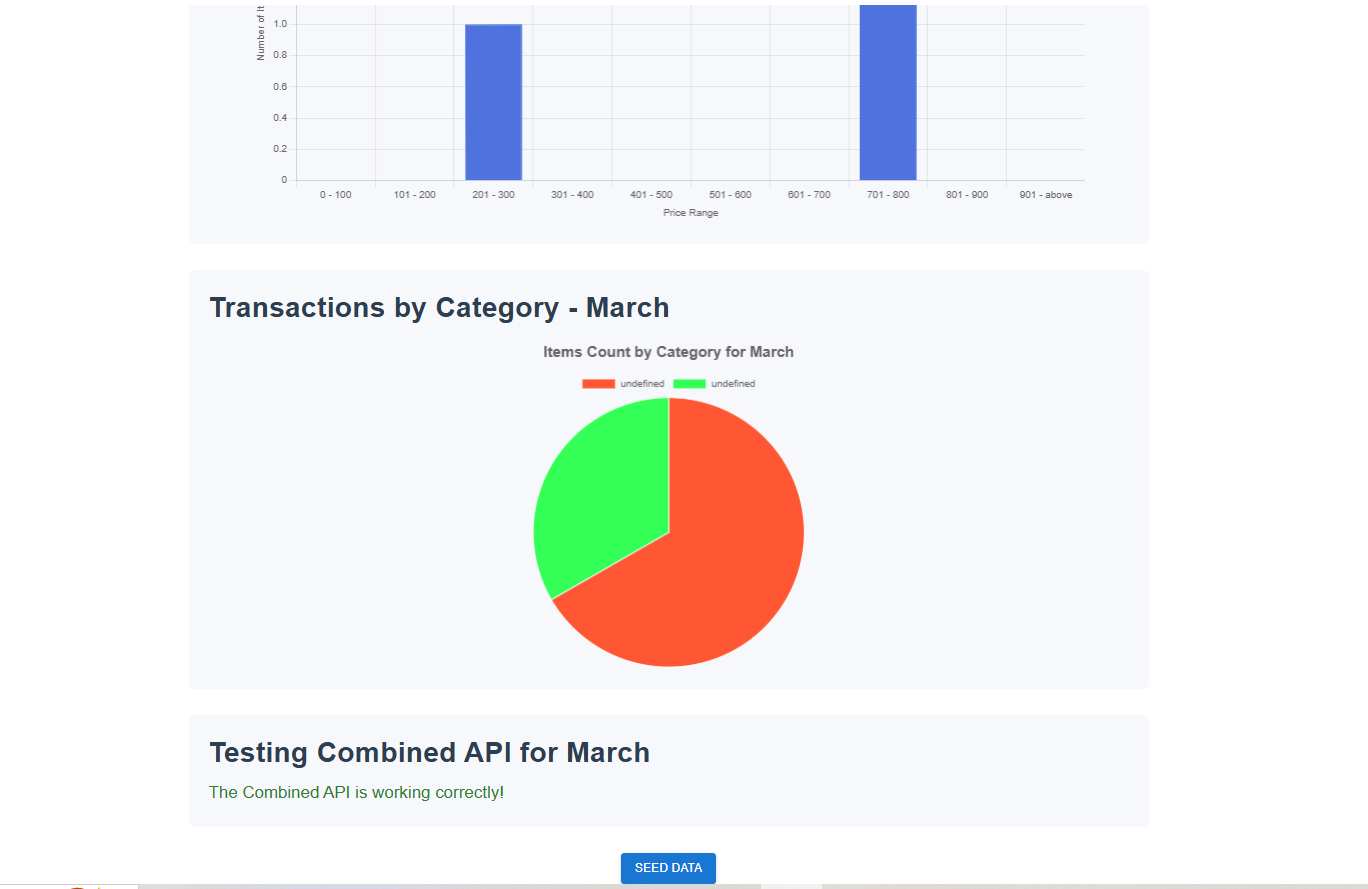 Number of It
1.0
0.8
0.6
0.4
0.2
0
0 - 100 101 - 200 201 - 300 301 - 400 401 - 500 501 - 600 601 - 700 701 - 800 801 - 900 901 - above
Price Range
Transactions by Category - March
Items Count by Category for March
undefined undefined
Testing Combined API for March
The Combined API is working correctly!
SEED DATA